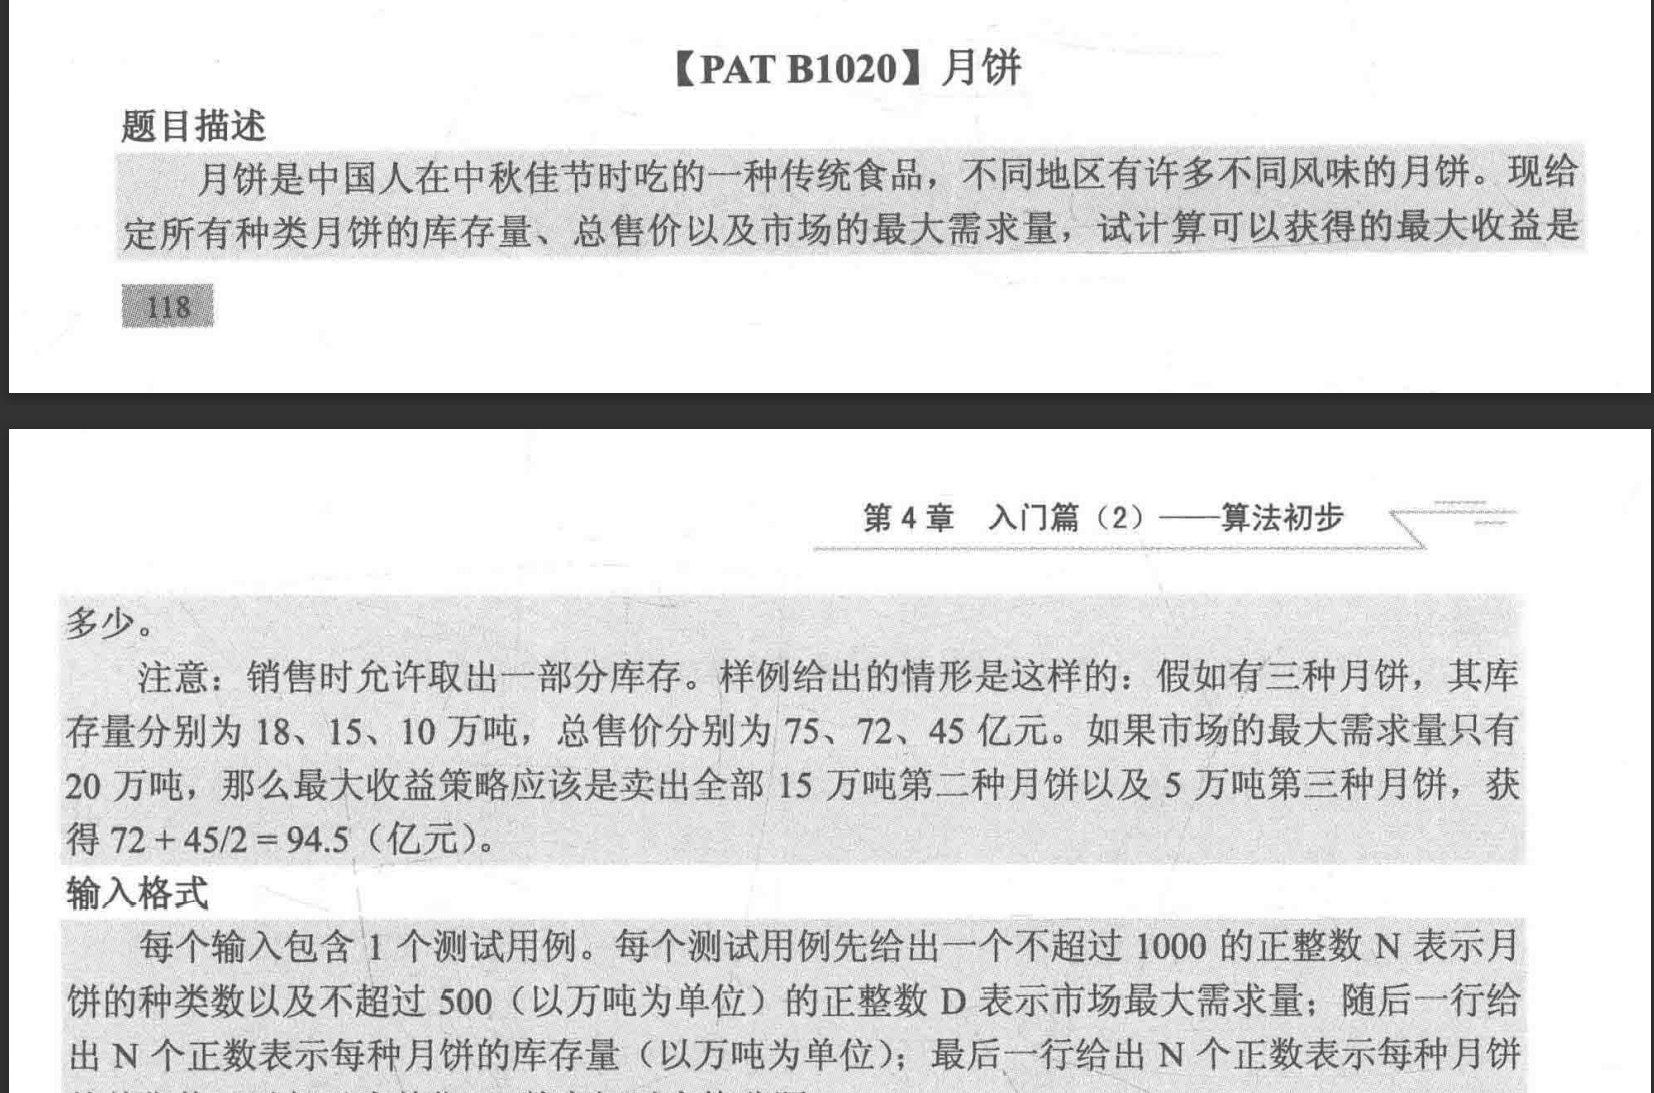 【PAT B1020】月饼
题目描述
月饼是中国人在中秋佳节时吃的一种传统食品，不同地区有许多不同风味的月饼。现给
定所有种类月饼的库存量、总售价以及市场的最大需求量，试计算可以获得的最大收益是
118
第 4 章 入门篇（2）——算法初步
多少。
注意：销售时允许取出一部分库存。样例给出的情形是这样的：假如有三种月饼，其库
存量分别为 18、15、10 万吨，总售价分别为 75、72、45 亿元。如果市场的最大需求量只有
20 万吨，那么最大收益策略应该是卖出全部 15 万吨第二种月饼以及 5 万吨第三种月饼，获
得 72 + 45/2 = 94.5（亿元）。
输入格式
每个输入包含 1 个测试用例。每个测试用例先给出一个不超过 1000 的正整数 N 表示月
饼的种类数以及不超过 500（以万吨为单位）的正整数 D 表示市场最大需求量；随后一行给
出 N 个正数表示每种月饼的库存量（以万吨为单位）；最后一行给出 N 个正数表示每种月饼